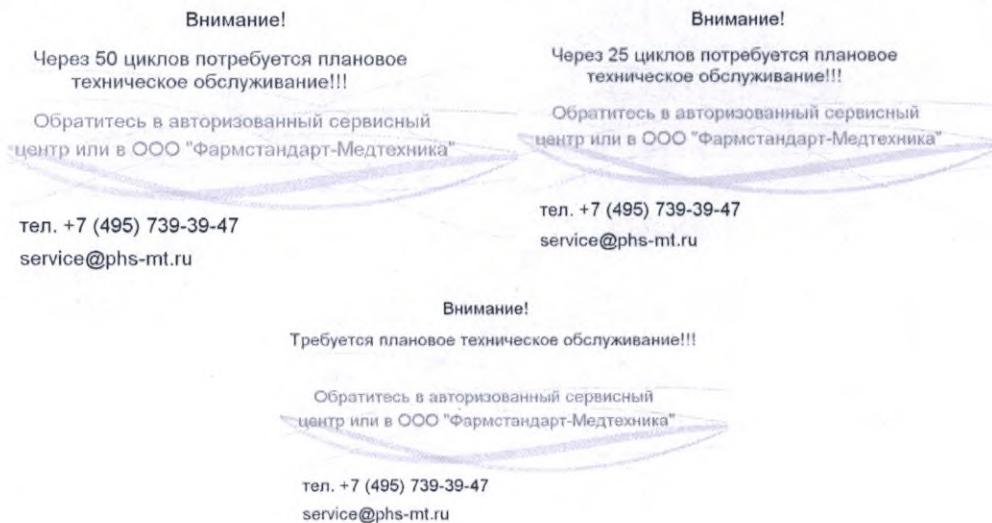 Внимание!
Через 50 циклов потребуется плановое
техническое обслуживание!!!
Обратитесь в авторизованный сервисный
центр или в ООО "Фармстандарт-Медтехника"
тел. +7 (495) 739-39-47
service@phs-mt.ru
Внимание!
Через 25 циклов потребуется плановое
техническое обслуживание!!!
Обратитесь в авторизованный сервисный
центр или в ООО "Фармстандарт-Медтехника"
тел. +7 (495) 739-39-47
service@phs-mt.ru
Внимание!
Требуется плановое техническое обслуживание!!!
Обратитесь в авторизованный сервисный
центр или в ООО "Фармстандарт-Медтехника"
тел. +7 (495) 739-39-47
service@phs-mt.ru